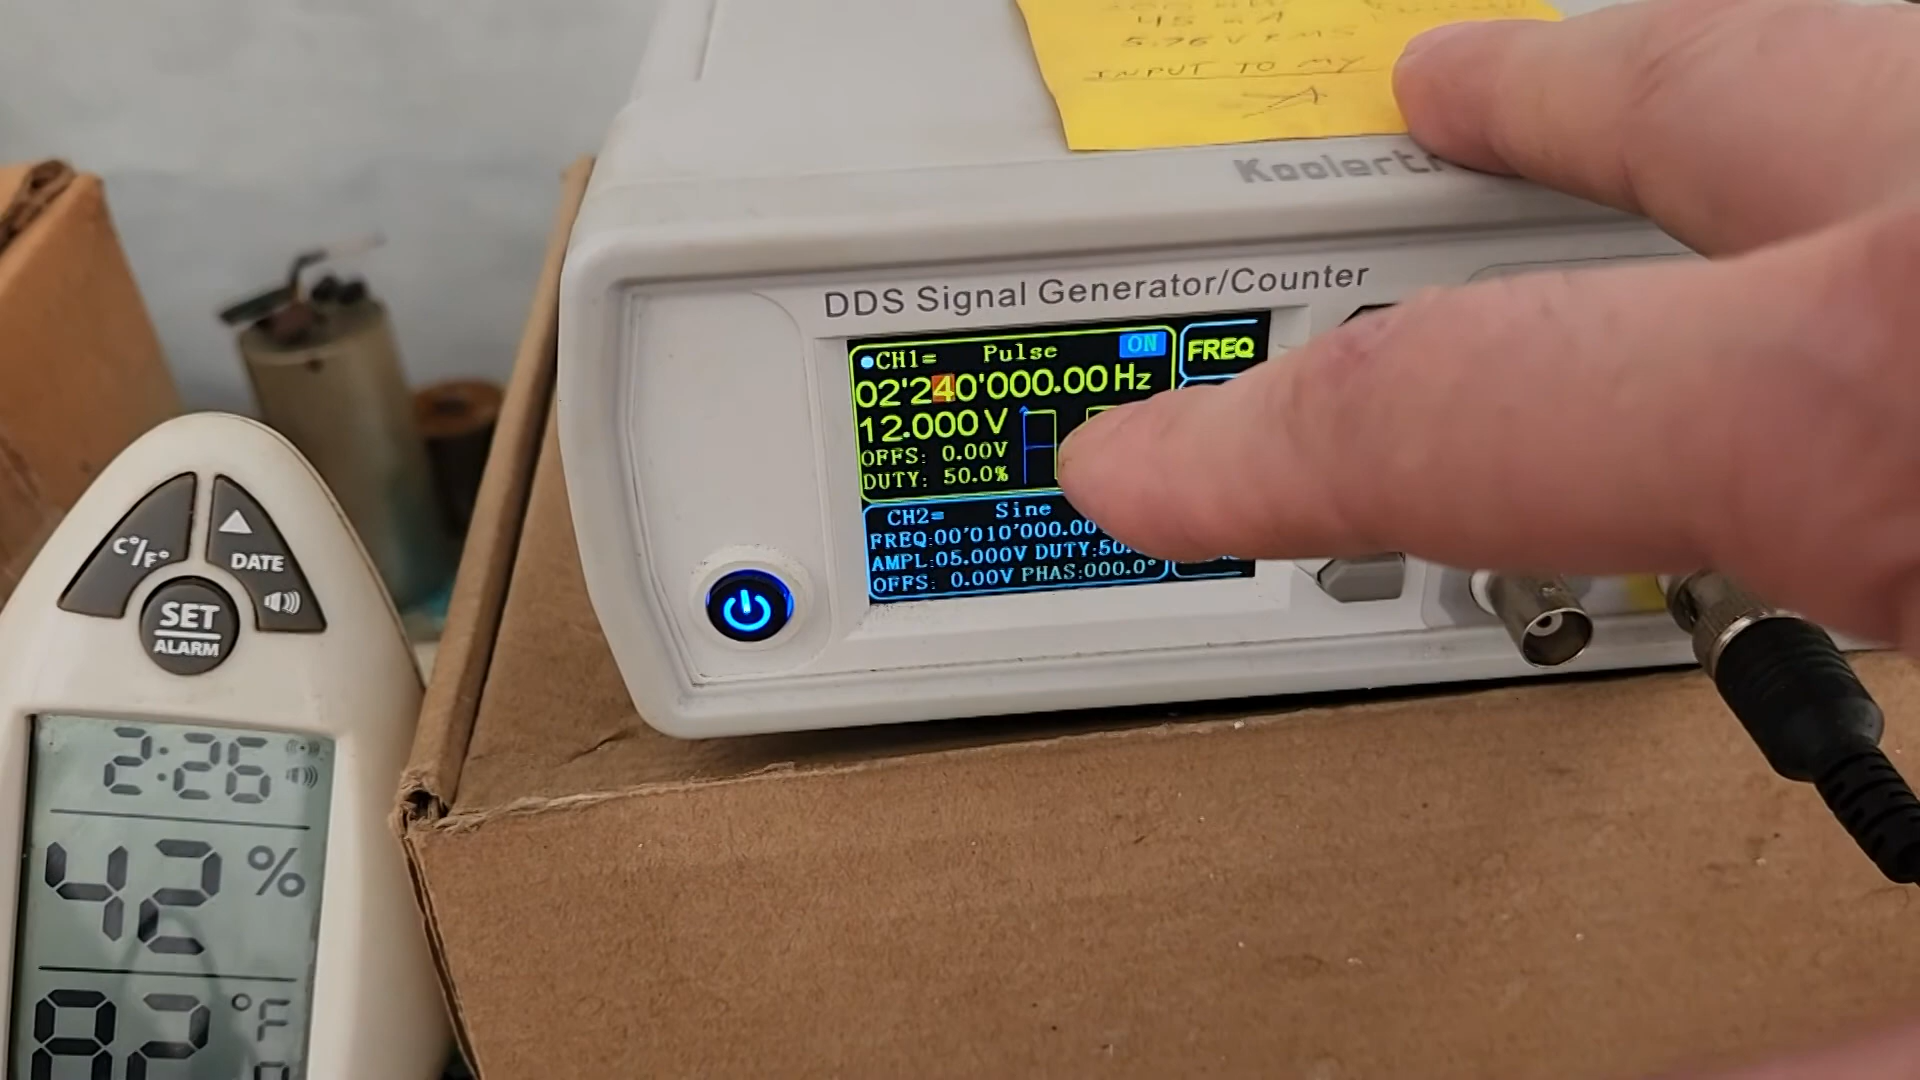 45 mA
5.76 V RMS
INPUT TO MY
DDS Signal Generator/Counter
CH1= Pulse ON
FREQ
02'240'000.00 Hz
12.000 V
OFFS: 0.00V
DUTY: 50.0%
CH2= Sine
FREQ:00'010'000.00
AMPL:05.000V DUTY:50.
OFFS: 0.00V PHAS:000.0°
C°/F°
DATE
SET
ALARM
2:26
42 %
82 °F